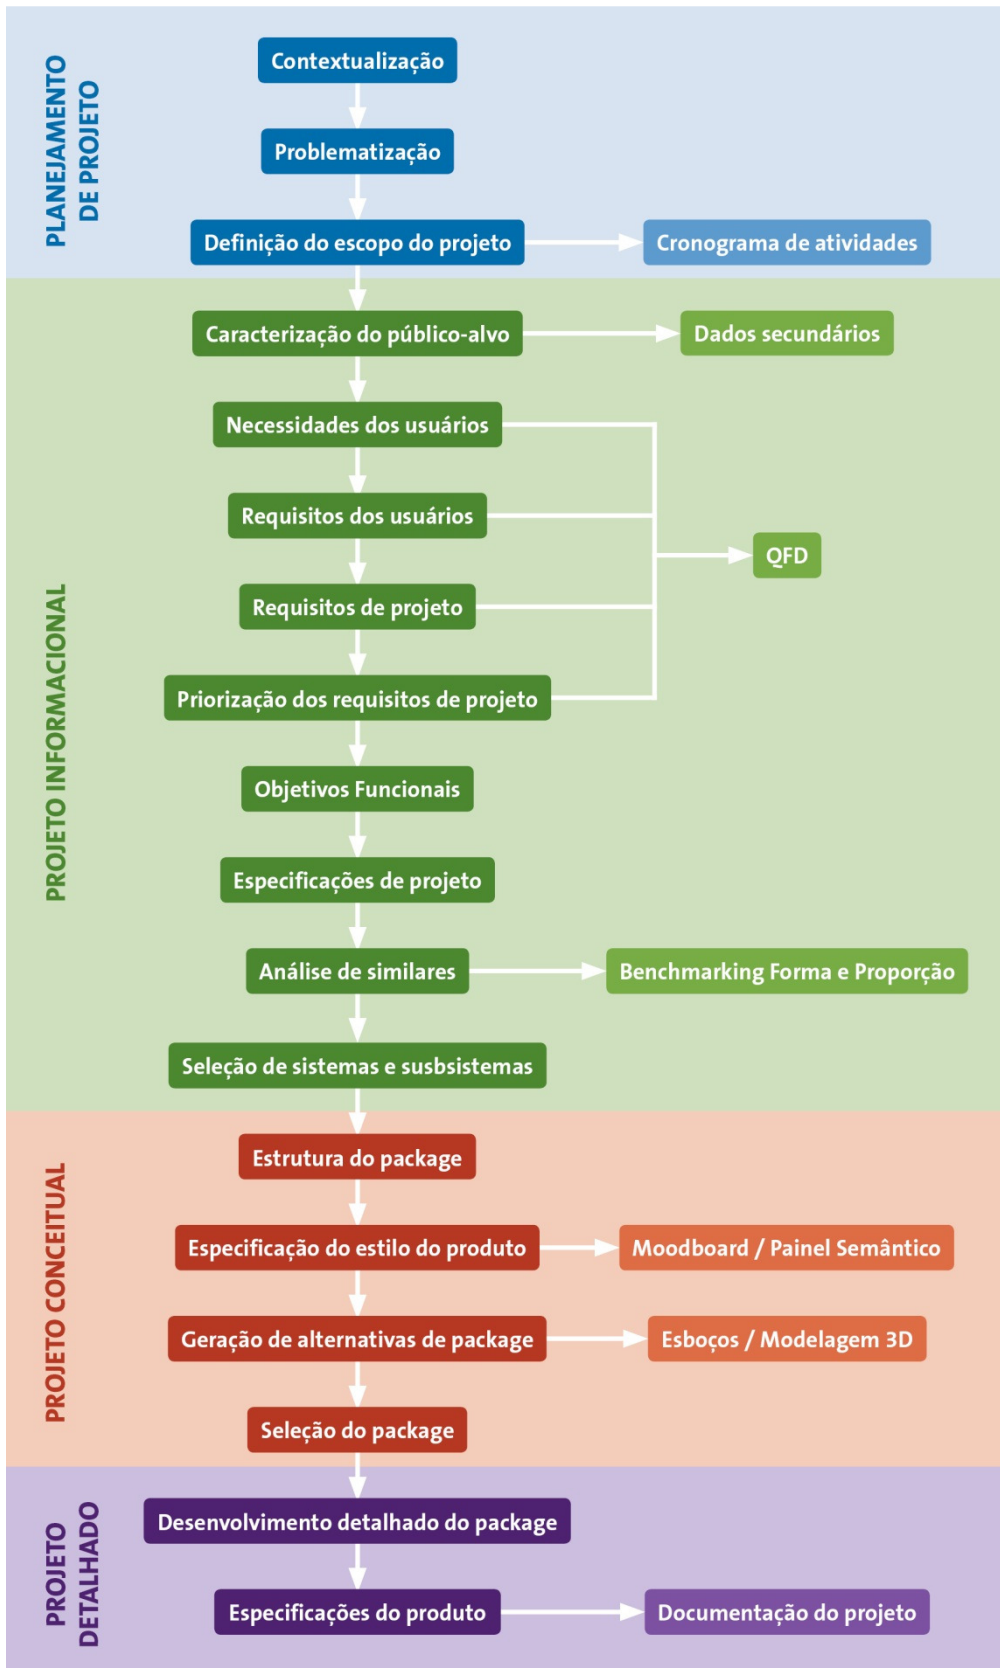 PLANEJAMENTO
DE PROJETO
Contextualização
Problematização
Definição do escopo do projeto
Cronograma de atividades
PROJETO INFORMACIONAL
Caracterização do público-alvo
Dados secundários
Necessidades dos usuários
Requisitos dos usuários
QFD
Requisitos de projeto
Priorização dos requisitos de projeto
Objetivos Funcionais
Especificações de projeto
Análise de similares
Benchmarking Forma e Proporção
Seleção de sistemas e susbsistemas
PROJETO CONCEITUAL
Estrutura do package
Especificação do estilo do produto
Moodboard / Painel Semântico
Geração de alternativas de package
Esboços / Modelagem 3D
Seleção do package
PROJETO
DETALHADO
Desenvolvimento detalhado do package
Especificações do produto
Documentação do projeto